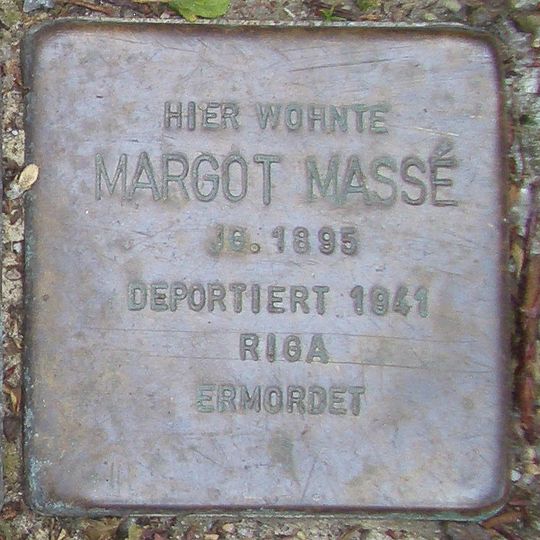 HIER WOHNTE
MARGOT MASSÉ
JG. 1895
DEPORTIERT 1941
RIGA
ERMORDET